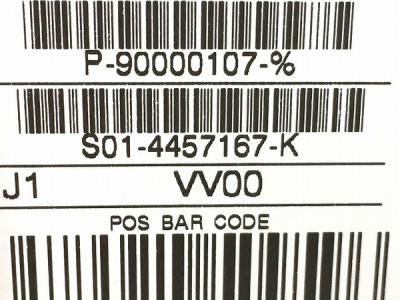 P-90000107-%
S01-4457167-K
J1 VV00
POS BAR CODE